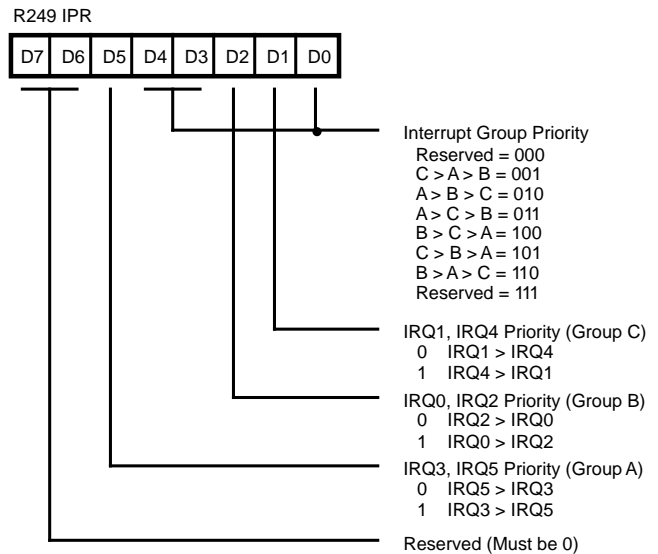 R249 IPR
D7 D6 D5 D4 D3 D2 D1 D0
Interrupt Group Priority
Reserved = 000
C > A > B = 001
A > B > C = 010
A > C > B = 011
B > C > A = 100
C > B > A = 101
B > A > C = 110
Reserved = 111
IRQ1, IRQ4 Priority (Group C)
0 IRQ1 > IRQ4
1 IRQ4 > IRQ1
IRQ0, IRQ2 Priority (Group B)
0 IRQ2 > IRQ0
1 IRQ0 > IRQ2
IRQ3, IRQ5 Priority (Group A)
0 IRQ5 > IRQ3
1 IRQ3 > IRQ5
Reserved (Must be 0)